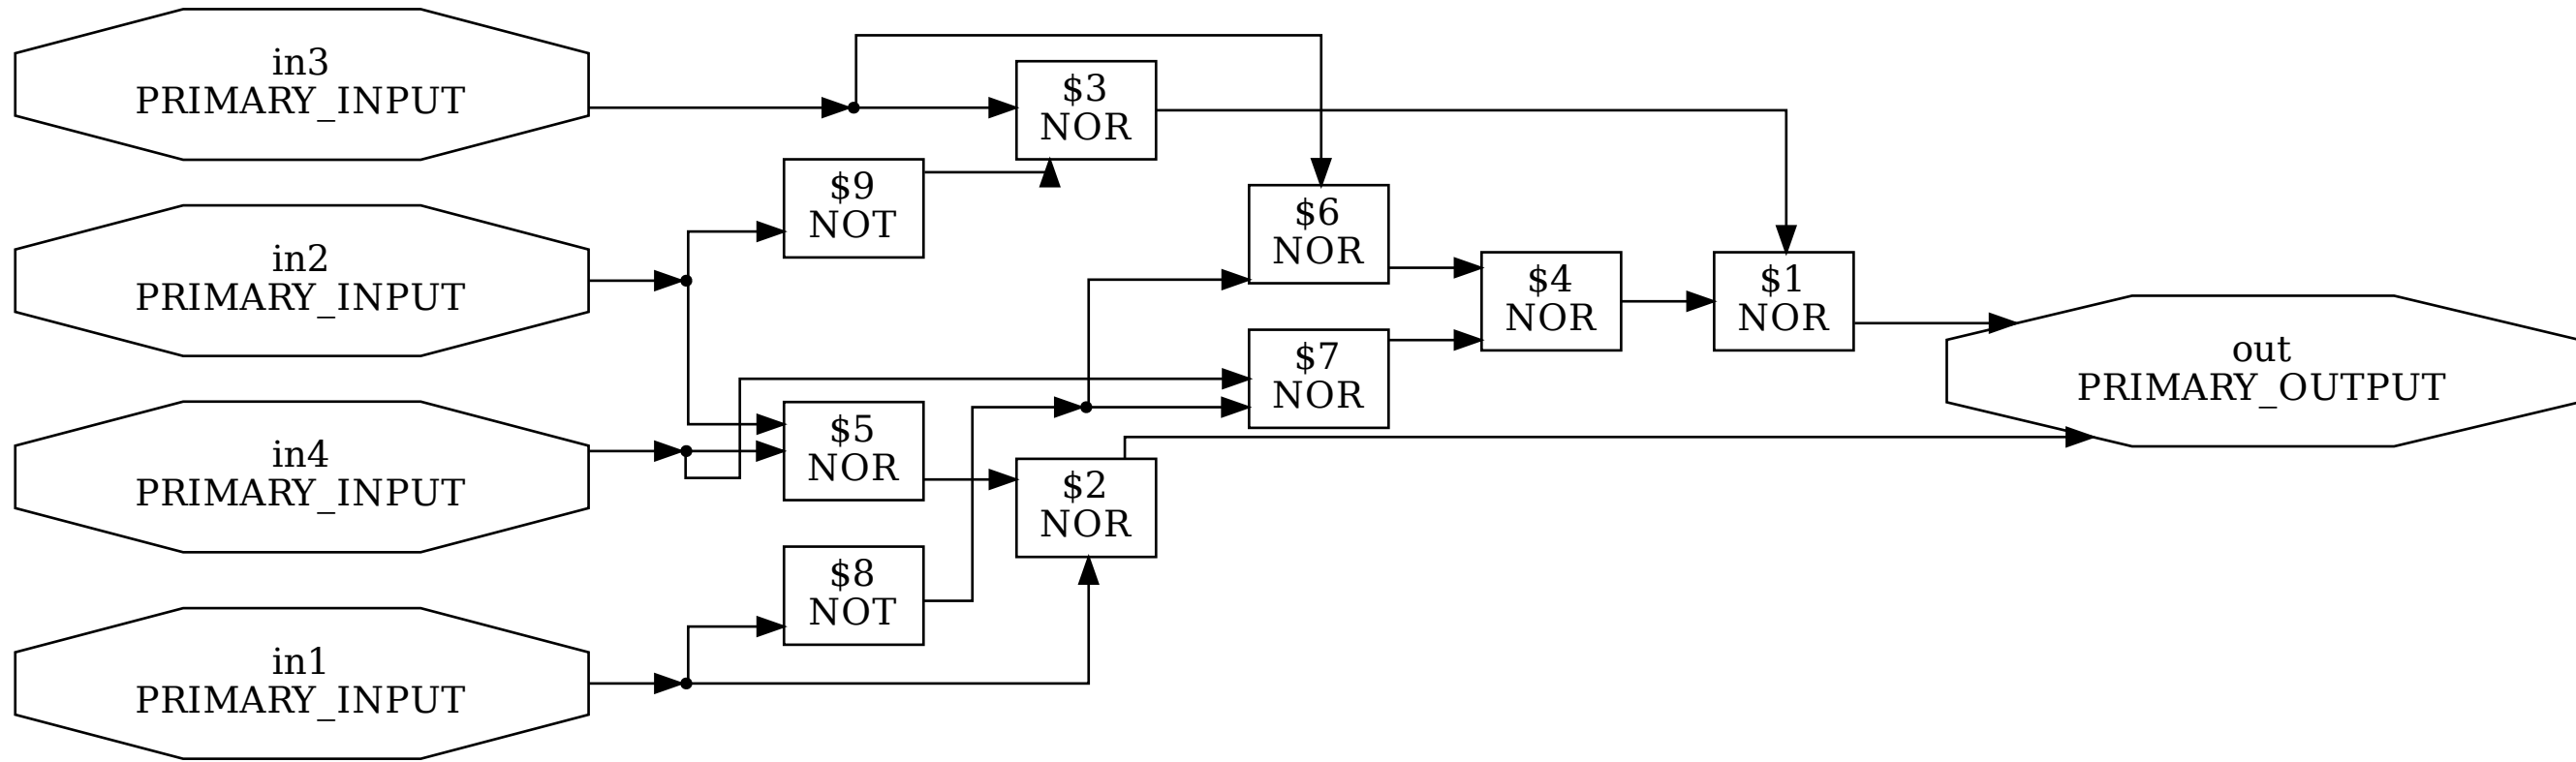 in3
PRIMARY_INPUT
$3
NOR
$9
NOT
$6
NOR
in2
PRIMARY_INPUT
$4
NOR
$1
NOR
$7
NOR
out
PRIMARY_OUTPUT
$5
NOR
in4
PRIMARY_INPUT
$2
NOR
$8
NOT
in1
PRIMARY_INPUT